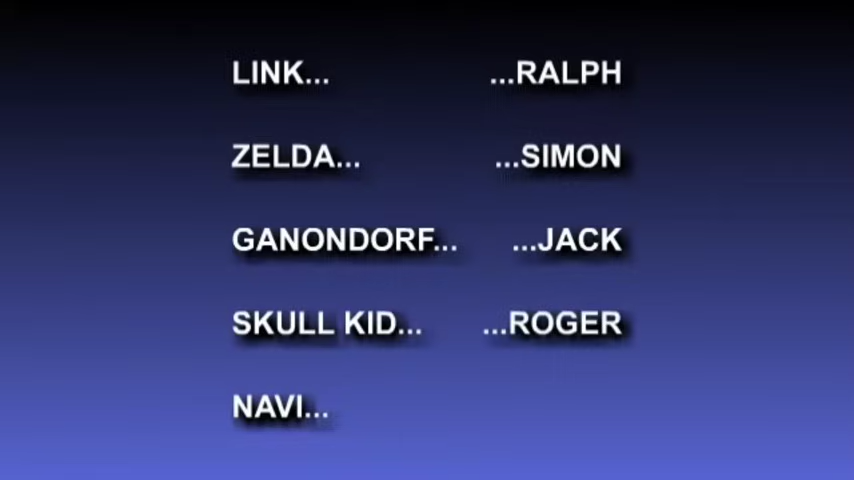 LINK... ...RALPH
ZELDA... ...SIMON
GANONDORF... ...JACK
SKULL KID... ...ROGER
NAVI...